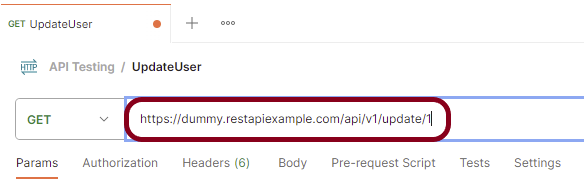 GET UpdateUser
HTTP API Testing / UpdateUser
GET https://dummy.restapiexample.com/api/v1/update/1
Params Authorization Headers (6) Body Pre-request Script Tests Settings